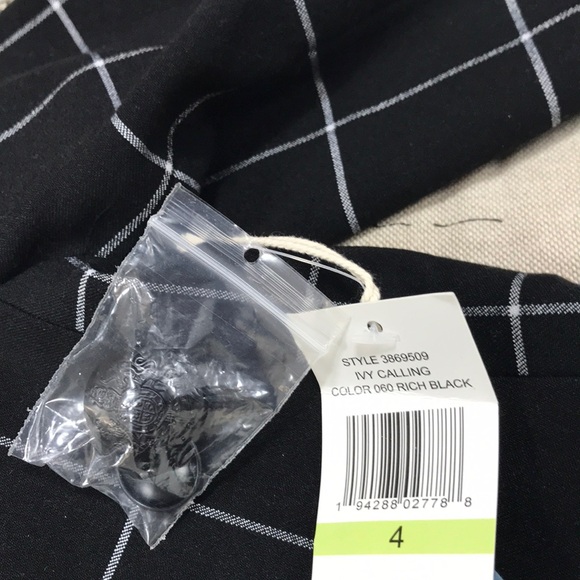 STYLE 3869509
IVY CALLING
COLOR 060 RICH BLACK
1 94288 02778 8
4